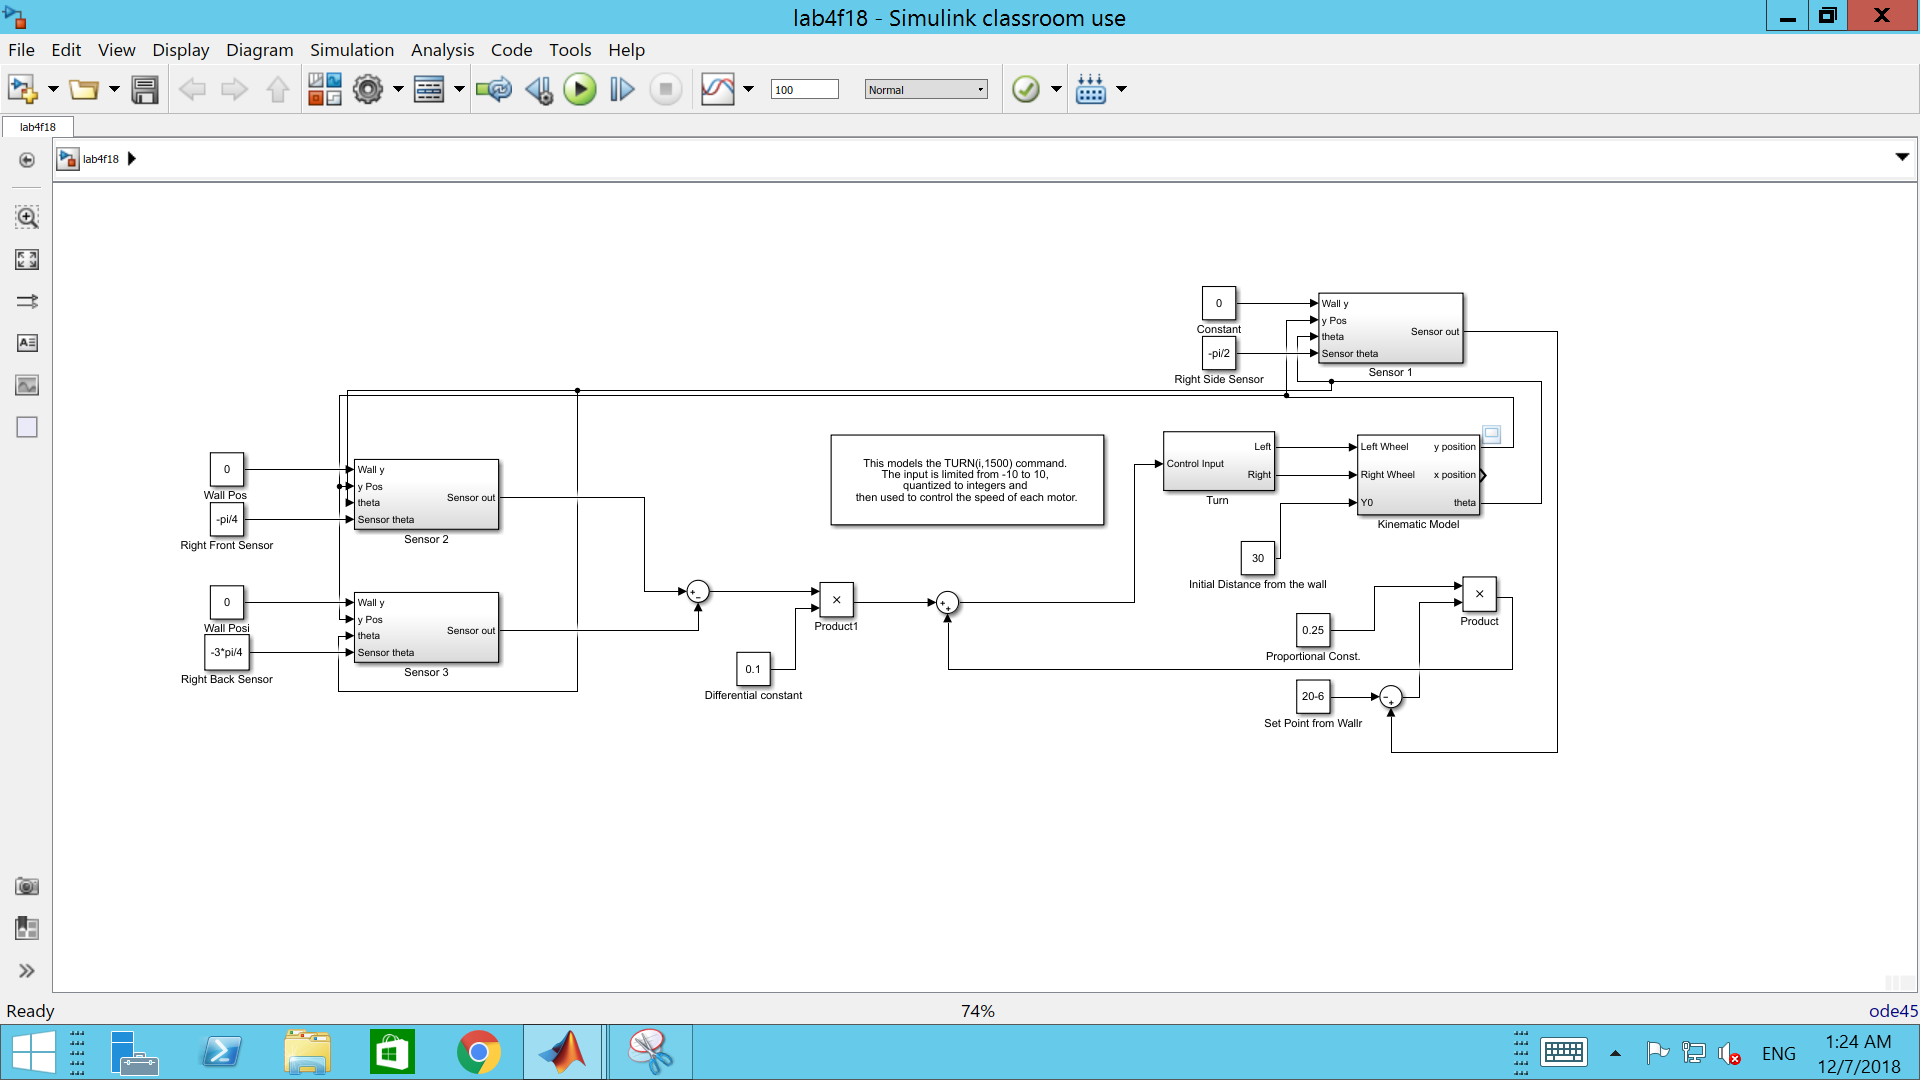 lab4f18 - Simulink classroom use
File Edit View Display Diagram Simulation Analysis Code Tools Help
100
Normal
lab4f18
lab4f18
0
Constant
-pi/2
Right Side Sensor
Wall y
y Pos
theta
Sensor theta
Sensor out
Sensor 1
0
Wall Pos
-pi/4
Right Front Sensor
Wall y
y Pos
theta
Sensor theta
Sensor out
Sensor 2
This models the TURN(i,1500) command.
The input is limited from -10 to 10,
quantized to integers and
then used to control the speed of each motor.
Control Input
Left
Right
Turn
Left Wheel
Right Wheel
Y0
y position
x position
theta
Kinematic Model
30
Initial Distance from the wall
0
Wall Posi
-3*pi/4
Right Back Sensor
Wall y
y Pos
theta
Sensor theta
Sensor out
Sensor 3
+
-
×
Product1
0.1
Differential constant
+
+
×
Product
0.25
Proportional Const.
20-6
Set Point from Wallr
-
+
Ready
74%
ode45
ENG
1:24 AM
12/7/2018